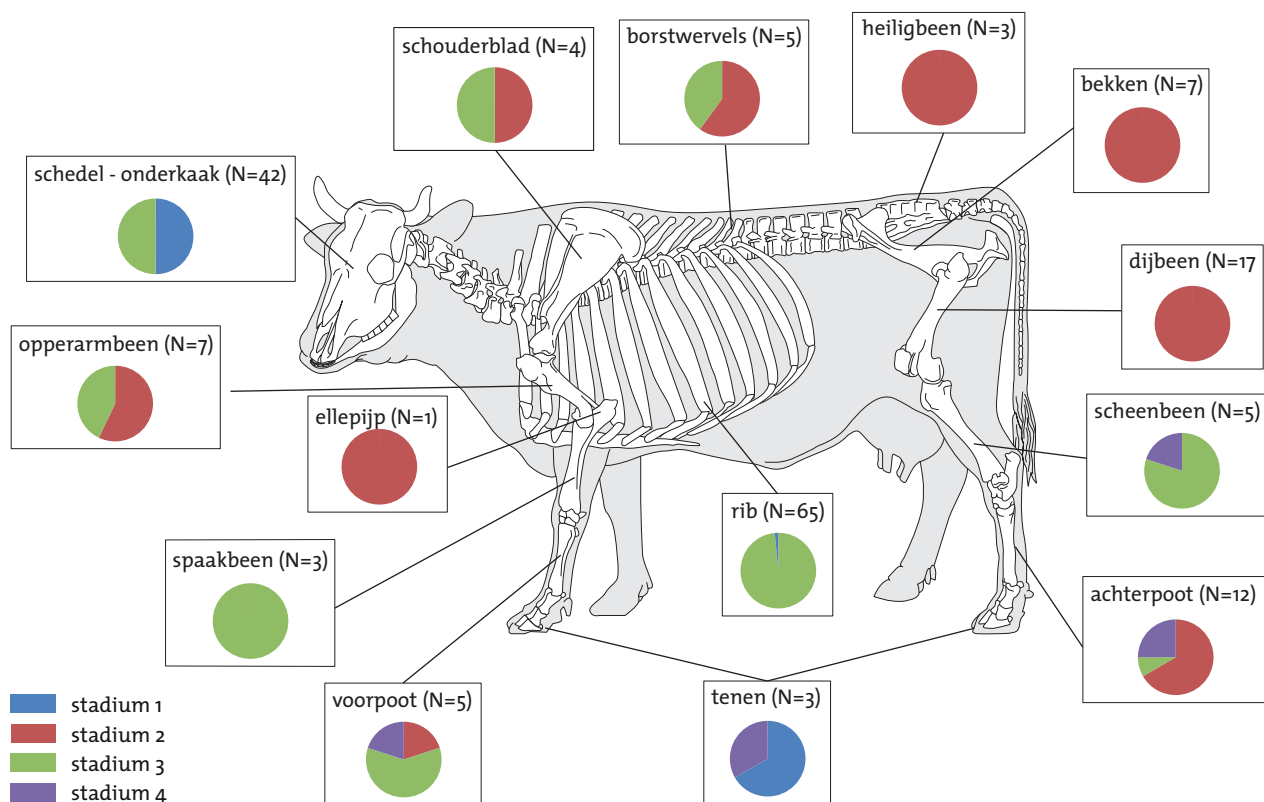 heiligbeen (N=3)
borstwervels (N=5)
schouderblad (N=4)
bekken (N=7)
schedel - onderkaak (N=42)
dijbeen (N=17
opperarmbeen (N=7)
ellepijp (N=1)
scheenbeen (N=5)
rib (N=65)
spaakbeen (N=3)
achterpoot (N=12)
voorpoot (N=5)
tenen (N=3)
stadium 1
stadium 2
stadium 3
stadium 4